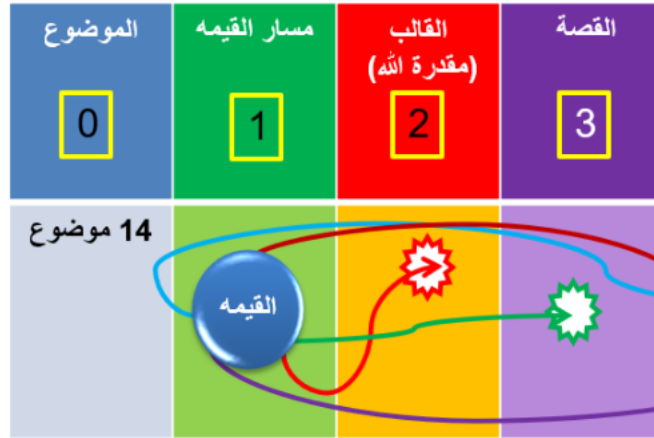 الموضوع
0
مسار القيمه
1
القالب
(مقدرة الله)
2
القصة
3
14 موضوع
القيمه